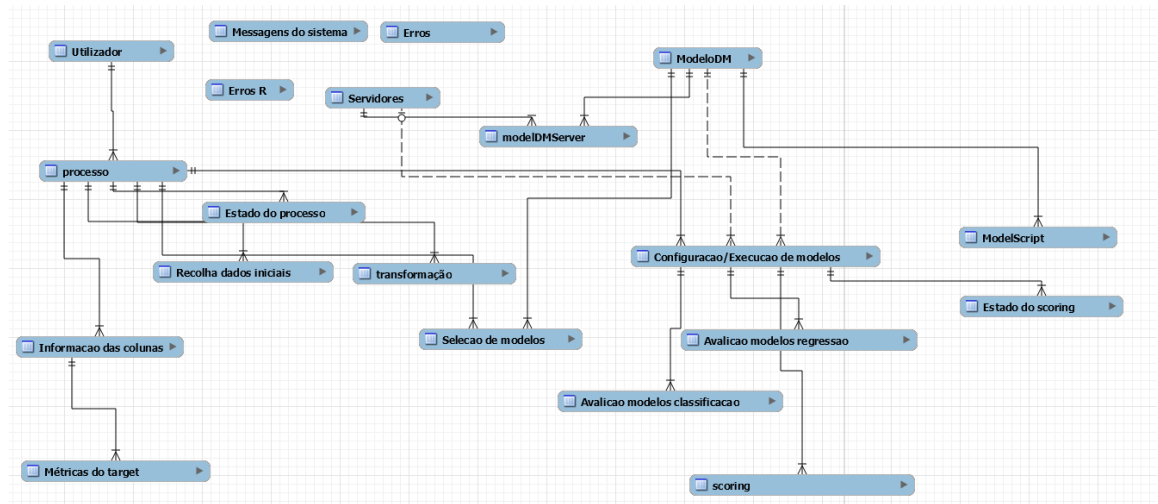 Messagens do sistema
Erros
Utilizador
ModeloDM
Erros R
Servidores
modelDMServer
processo
Estado do processo
ModelScript
Configuracao/Execucao de modelos
Recolha dados iniciais
transformação
Estado do scoring
Selecao de modelos
Avalicao modelos regressao
Informacao das colunas
Avalicao modelos classificacao
Métricas do target
scoring